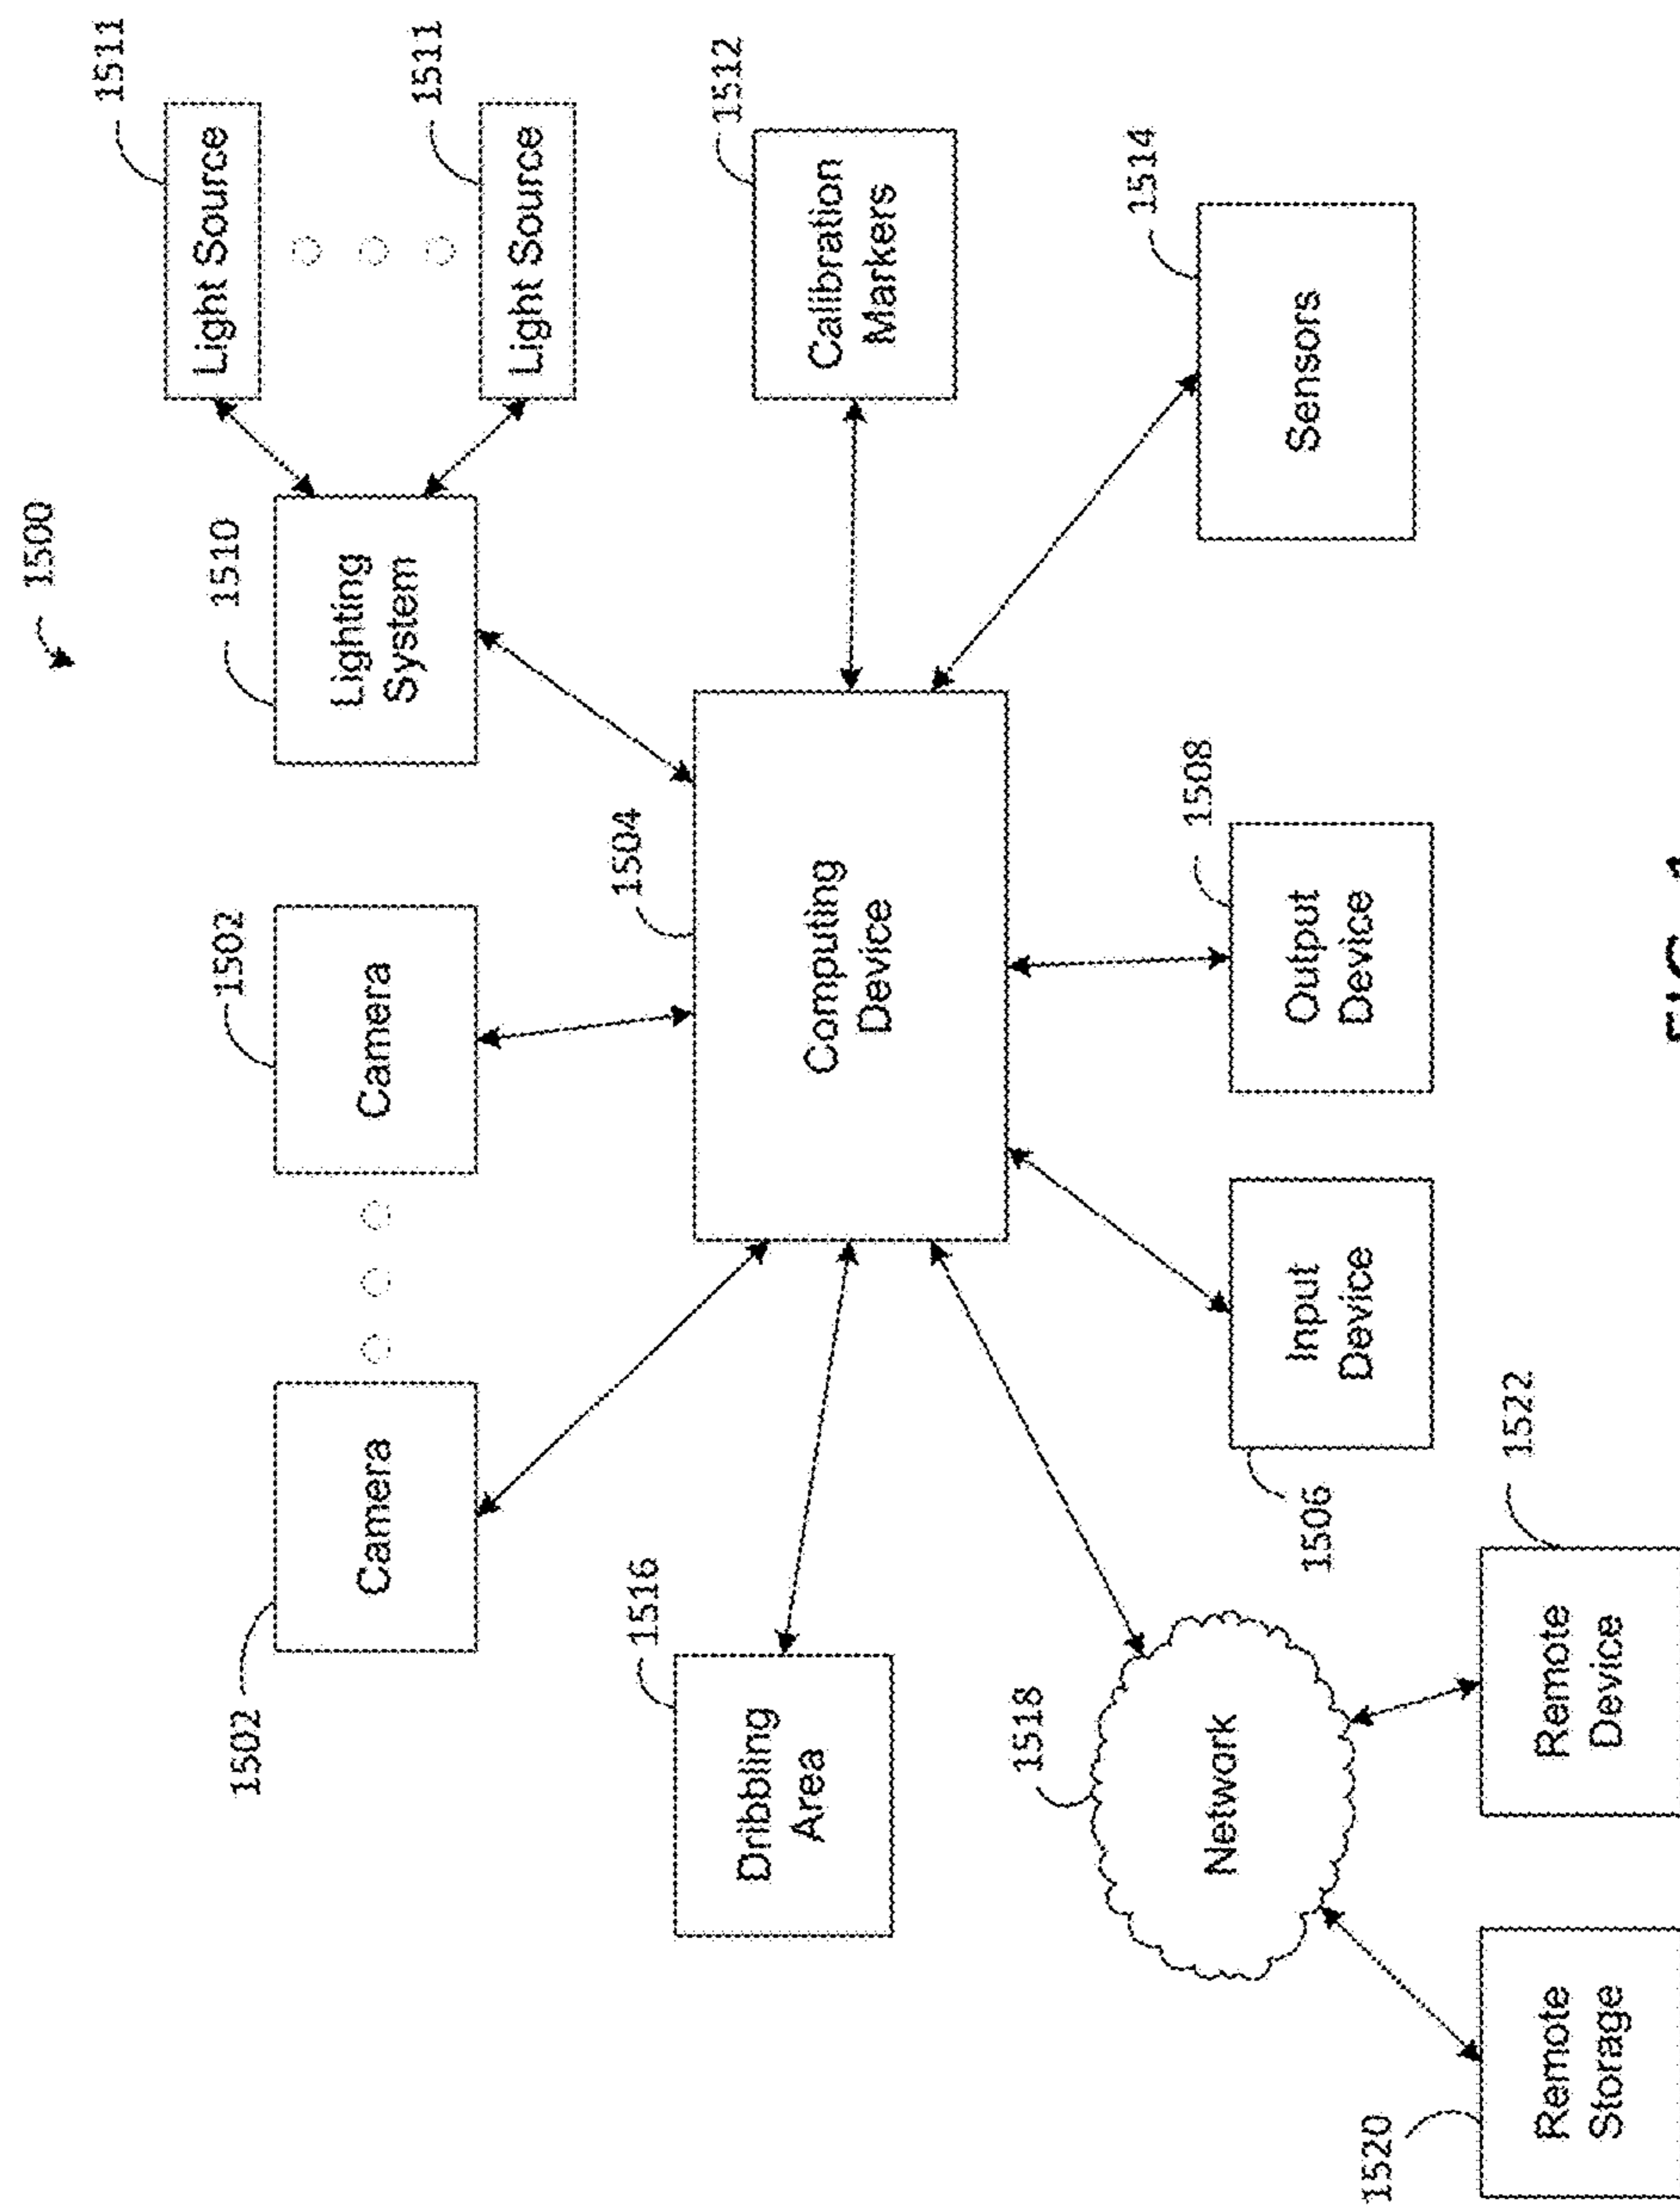 1500
1511
Light Source
1511
Light Source
1510
Lighting
System
1512
Calibration
Markers
1514
Sensors
1502
Camera
1502
Camera
1504
Computing
Device
1516
Dribbling
Area
1508
Output
Device
1506
Input
Device
1518
Network
1522
Remote
Device
1520
Remote
Storage